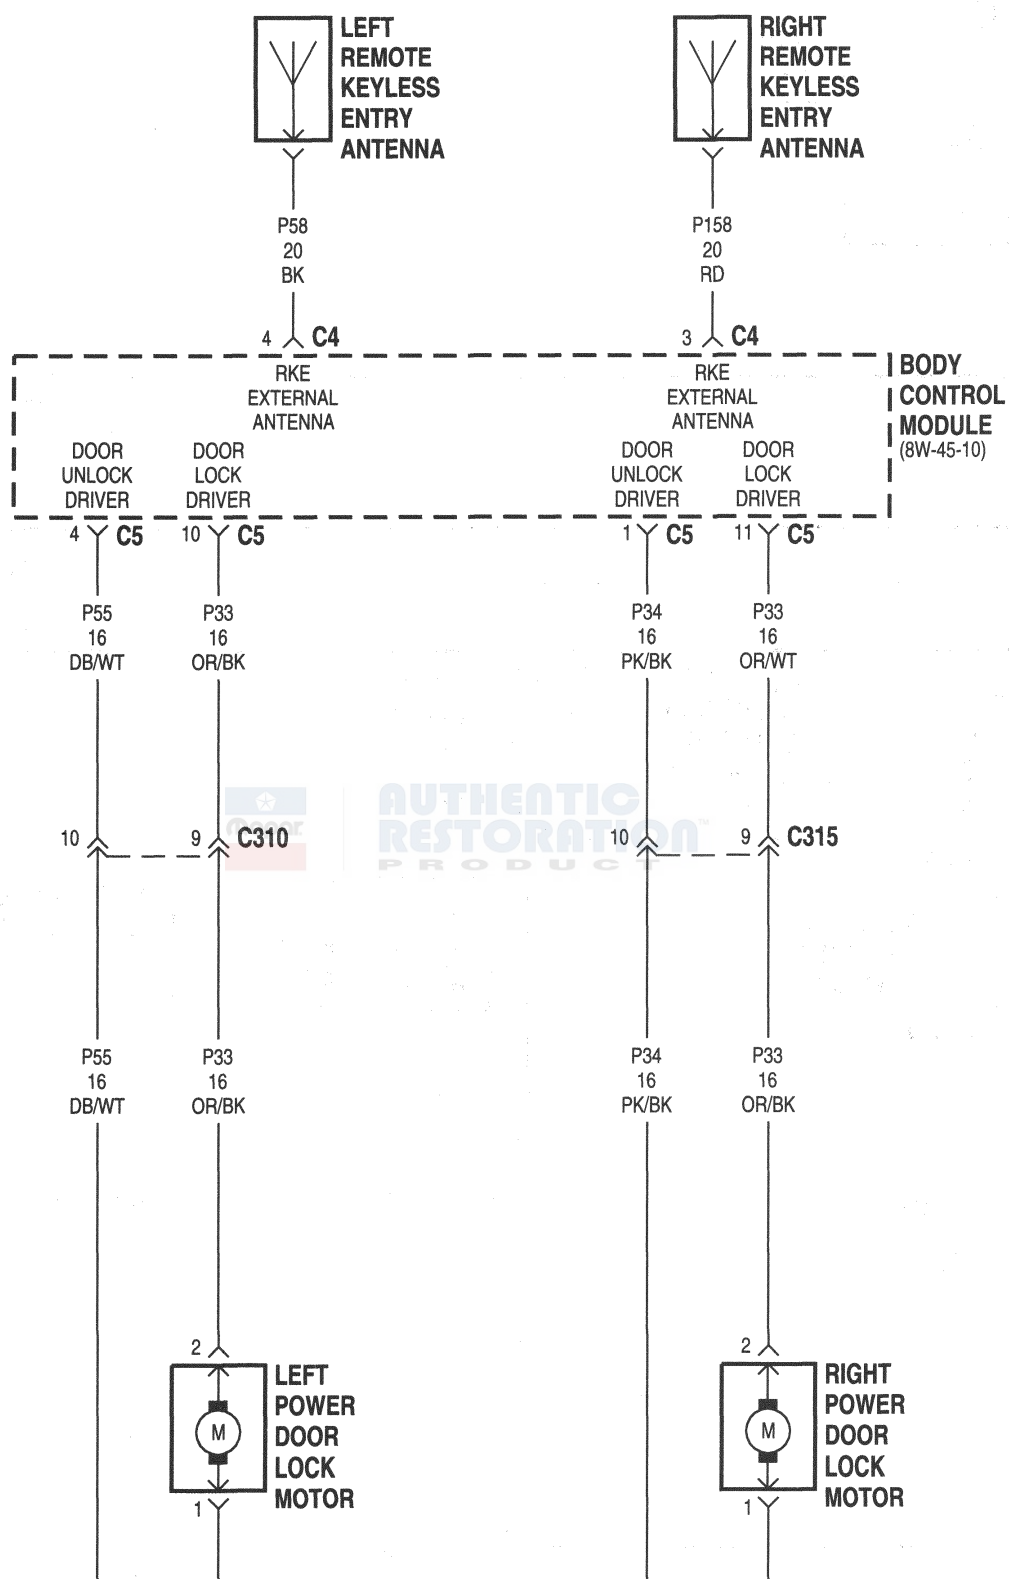 LEFT
REMOTE
KEYLESS
ENTRY
ANTENNA
RIGHT
REMOTE
KEYLESS
ENTRY
ANTENNA
P58
20
BK
P158
20
RD
4 C4
3 C4
RKE
EXTERNAL
ANTENNA
RKE
EXTERNAL
ANTENNA
BODY
CONTROL
MODULE
(8W-45-10)
DOOR
UNLOCK
DRIVER
DOOR
LOCK
DRIVER
DOOR
UNLOCK
DRIVER
DOOR
LOCK
DRIVER
4 C5
10 C5
1 C5
11 C5
P55
16
DB/WT
P33
16
OR/BK
P34
16
PK/BK
P33
16
OR/WT
Mopar
AUTHENTIC
RESTORATION™
PRODUCT
10
9 C310
10
9 C315
P55
16
DB/WT
P33
16
OR/BK
P34
16
PK/BK
P33
16
OR/BK
2
M
1
LEFT
POWER
DOOR
LOCK
MOTOR
2
M
1
RIGHT
POWER
DOOR
LOCK
MOTOR